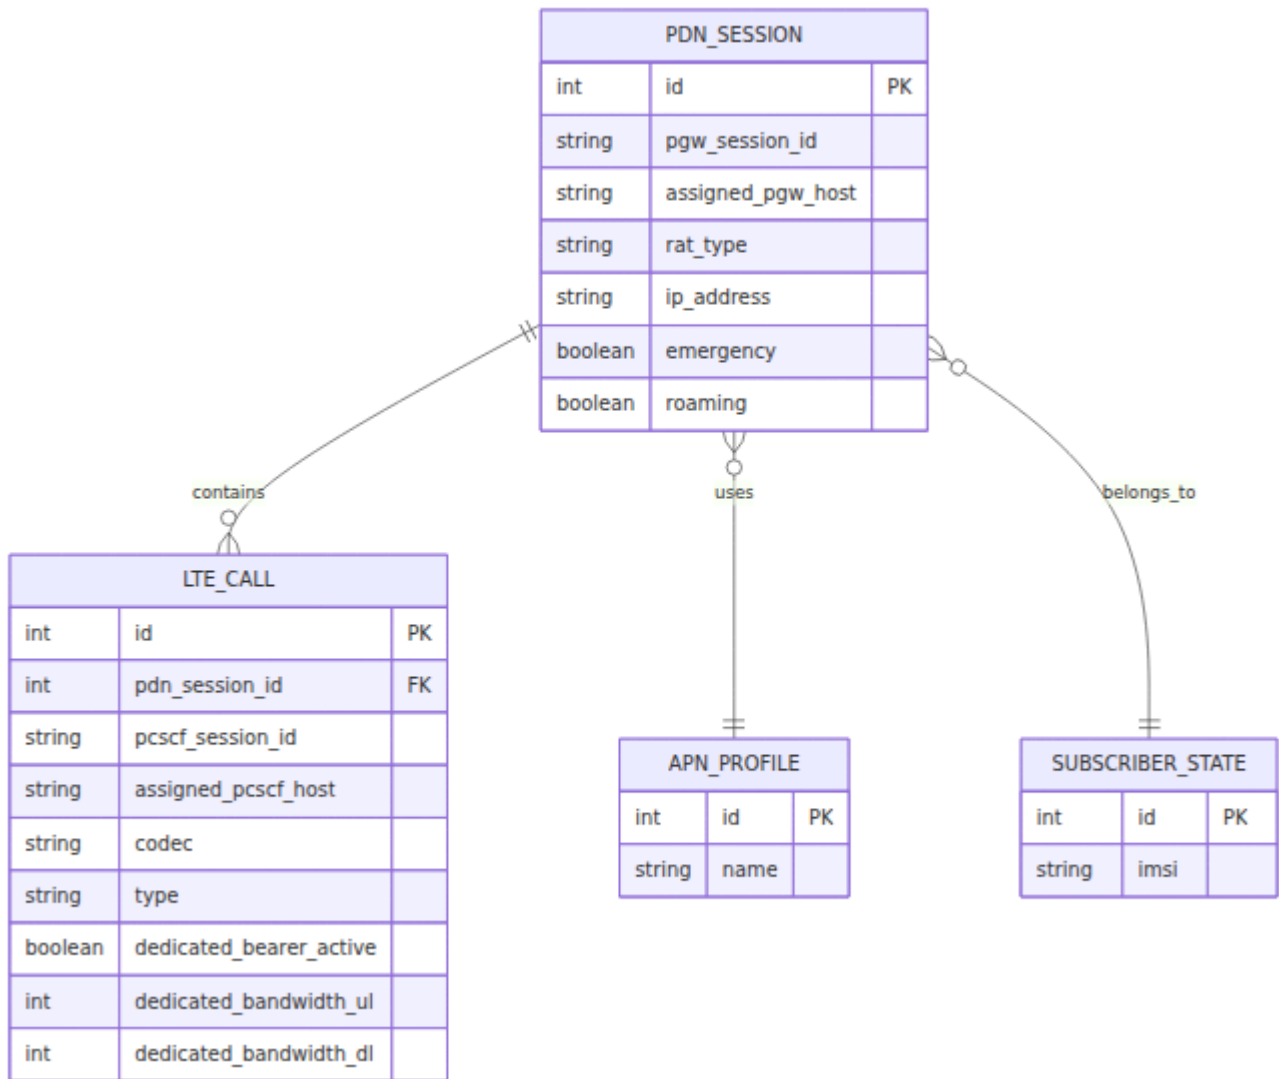 PDN_SESSION
int id PK
string pgw_session_id
string assigned_pgw_host
string rat_type
string ip_address
boolean emergency
boolean roaming
contains
uses
belongs_to
LTE_CALL
int id PK
int pdn_session_id FK
string pcscf_session_id
string assigned_pcscf_host
string codec
string type
boolean dedicated_bearer_active
int dedicated_bandwidth_ul
int dedicated_bandwidth_dl
APN_PROFILE
int id PK
string name
SUBSCRIBER_STATE
int id PK
string imsi